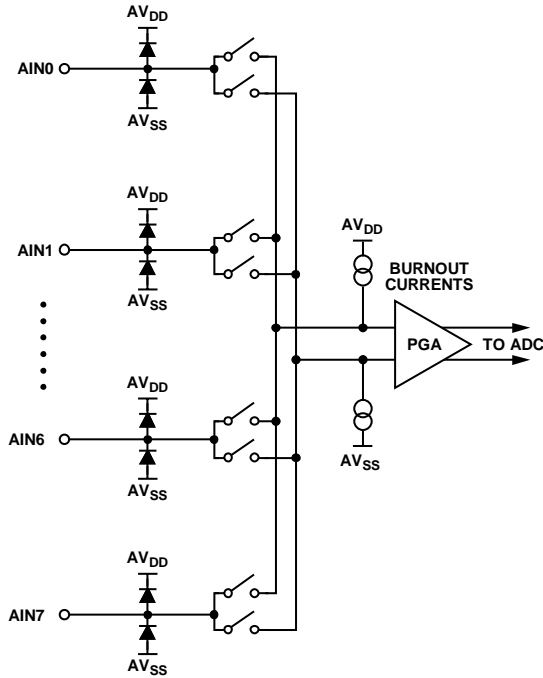 AVDD
AIN0
AVSS
AVDD
AIN1
AVSS
AVDD
BURNOUT
CURRENTS
PGA
TO ADC
AVDD
AIN6
AVSS
AVSS
AVDD
AIN7
AVSS